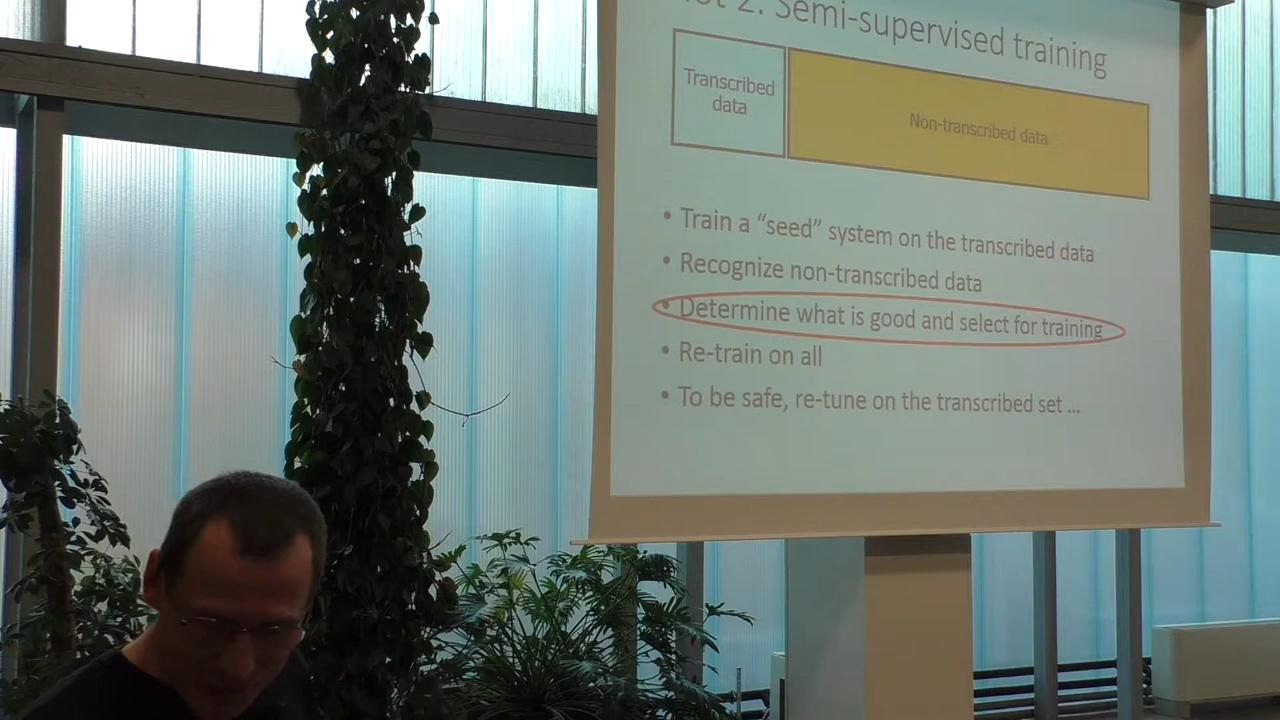 2: Semi-supervised training
Transcribed
data
Non-transcribed data
• Train a “seed” system on the transcribed data
• Recognize non-transcribed data
• Determine what is good and select for training
• Re-train on all
• To be safe, re-tune on the transcribed set ...